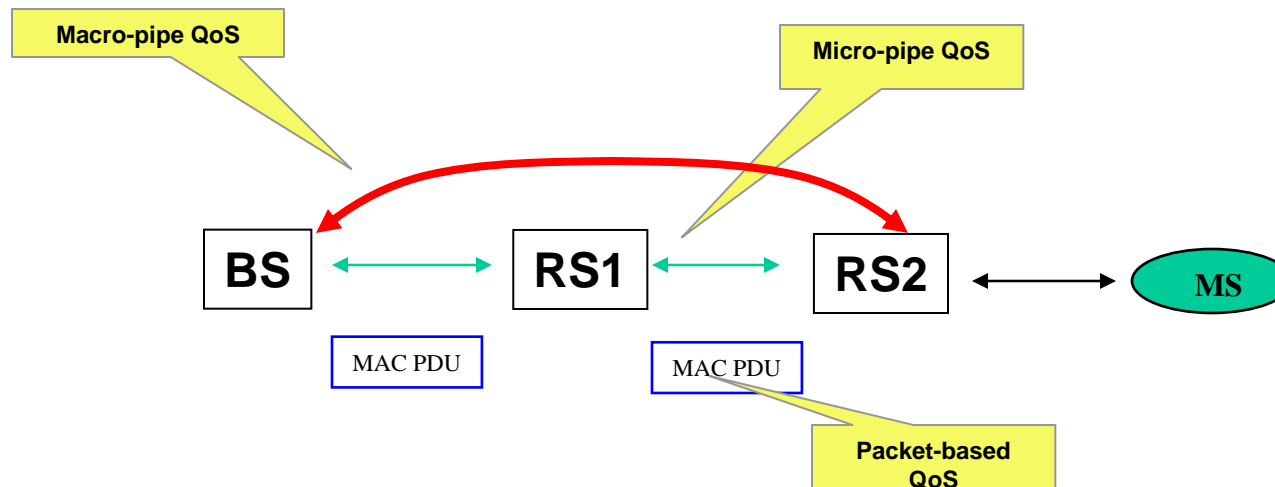 Macro-pipe QoS
Micro-pipe QoS
BS
RS1
RS2
MS
MAC PDU
MAC PDU
Packet-based
QoS